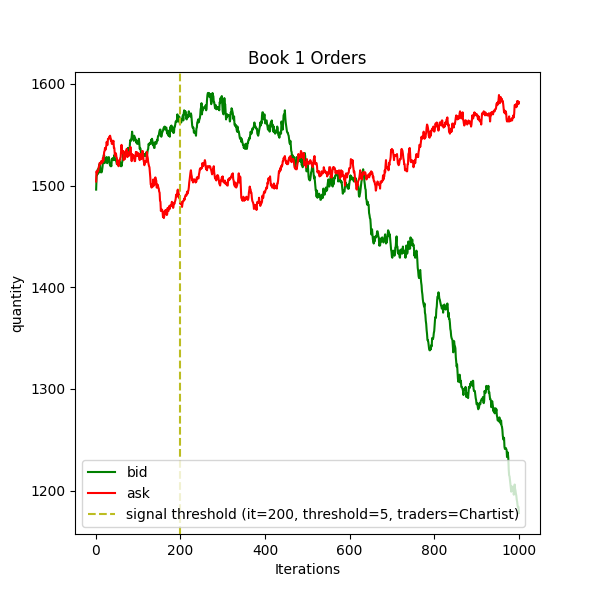 Book 1 Orders
1600
1500
1400
1300
1200
quantity
bid
ask
signal threshold (it=200, threshold=5, traders=Chartist)
0 200 400 600 800 1000
Iterations